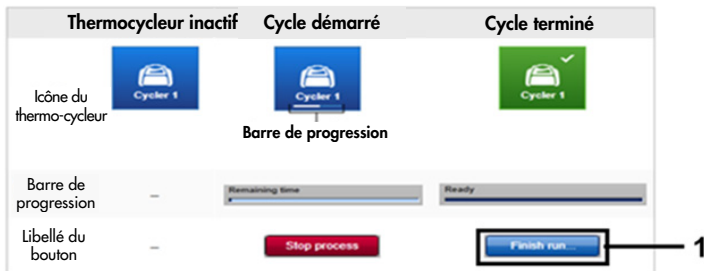 Thermocycleur inactif Cycle démarré Cycle terminé
Icône du
thermo-cycleur
Cycler 1 Cycler 1 Cycler 1
Barre de progression
Barre de
progression
– Remaining time Ready
Libellé du
bouton
– Stop process Finish run... 1